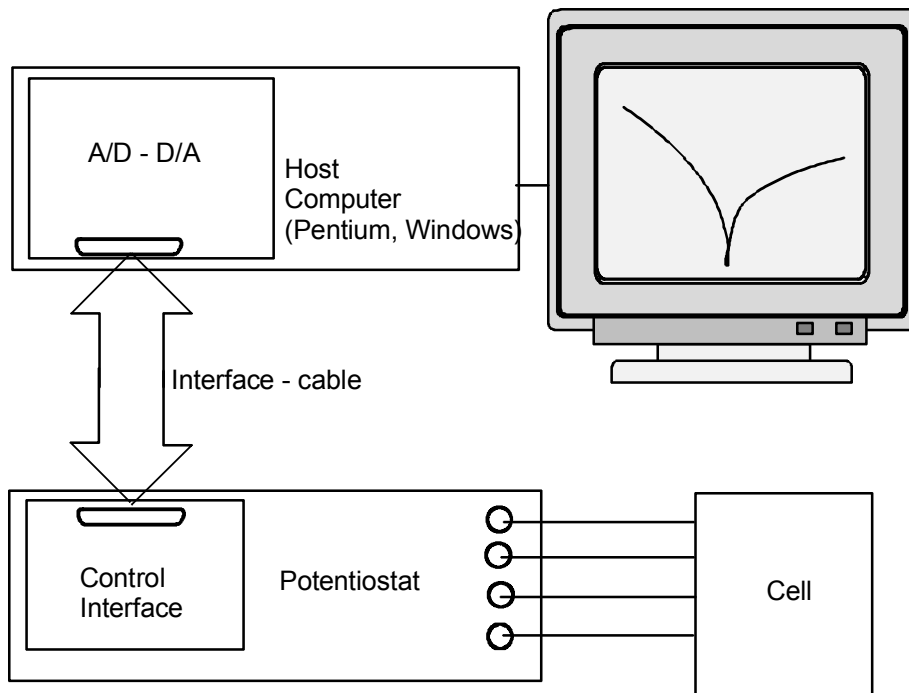 A/D - D/A
Host
Computer
(Pentium, Windows)
Interface - cable
Control
Interface
Potentiostat
Cell